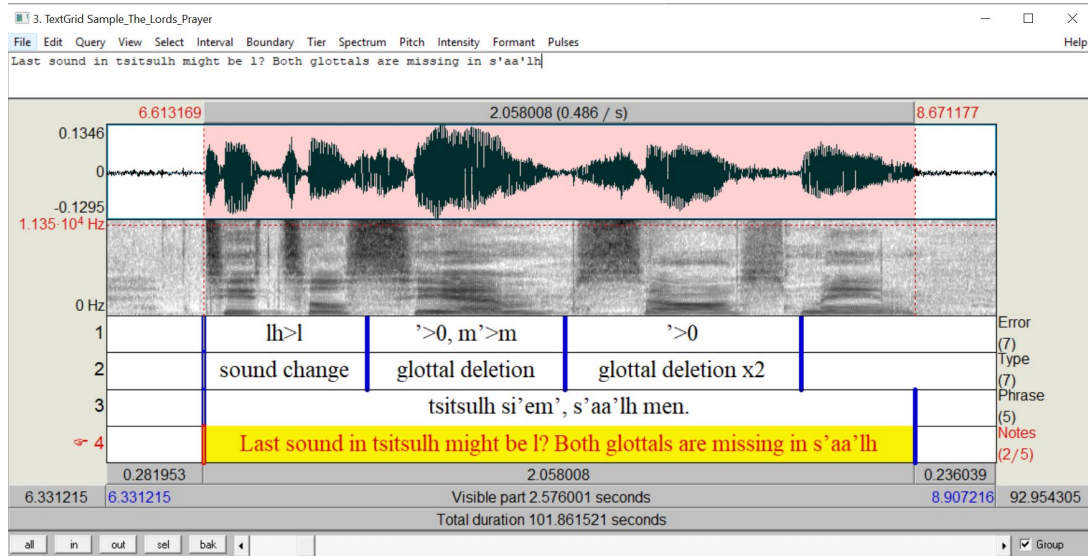 3. TextGrid Sample_The_Lords_Prayer
File Edit Query View Select Interval Boundary Tier Spectrum Pitch Intensity Formant Pulses Help
Last sound in tsitsulh might be l? Both glottals are missing in s'aa'lh
6.613169 2.058008 (0.486 / s) 8.671177
0.1346
0
-0.1295
1.135·10⁴ Hz
0 Hz
1 lh>l ’>0, m’>m ’>0 Error (7)
2 sound change glottal deletion glottal deletion x2 Type (7)
3 tsitsulh si’em’, s’aa’lh men. Phrase (5)
☞ 4 Last sound in tsitsulh might be l? Both glottals are missing in s’aa’lh Notes (2/5)
0.281953 2.058008 0.236039
6.331215 6.331215 Visible part 2.576001 seconds 8.907216 92.954305
Total duration 101.861521 seconds
all in out sel bak Group